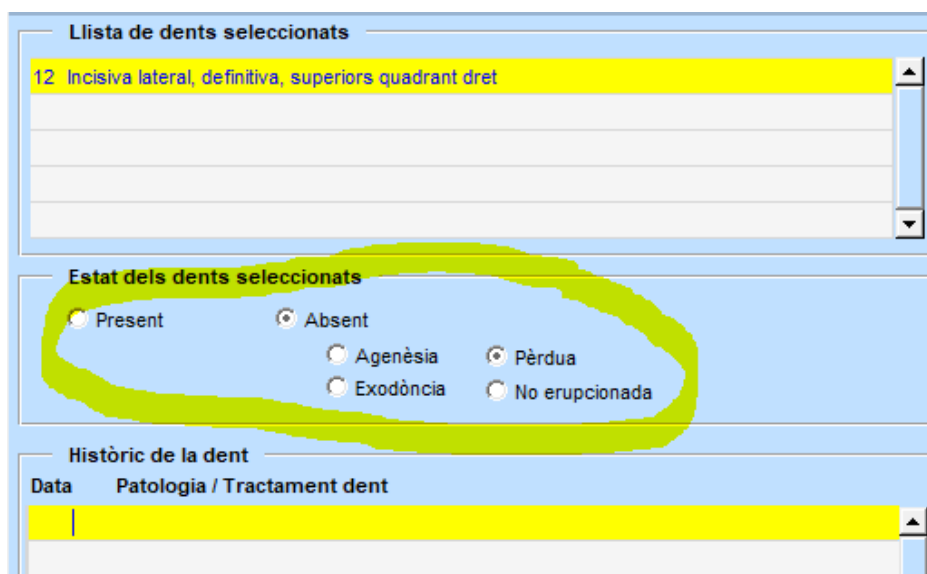 Llista de dents seleccionats
12 Incisiva lateral, definitiva, superiors quadrant dret
Estat dels dents seleccionats
Present Absent
Agenèsia Pèrdua
Exodòncia No erupcionada
Històric de la dent
Data Patologia / Tractament dent